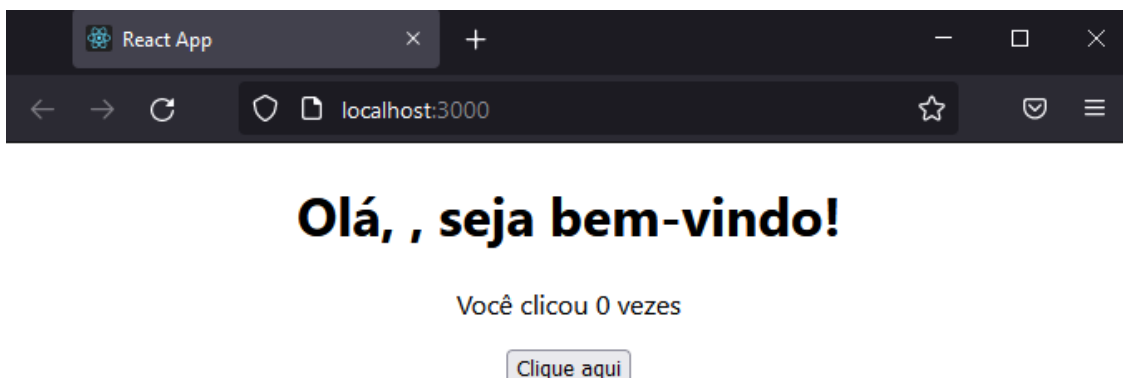 React App
localhost:3000
Olá, , seja bem-vindo!
Você clicou 0 vezes
Clique aqui